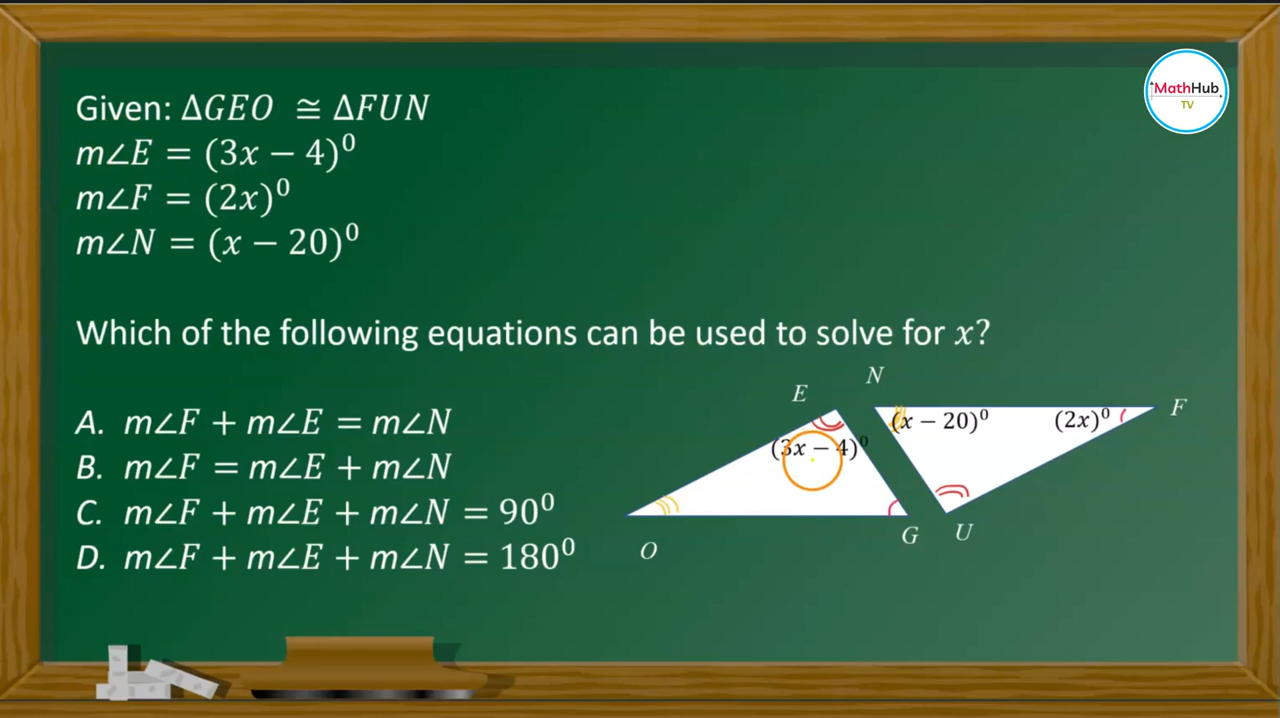 MathHub
TV
Given: ΔGEO ≅ ΔFUN
m∠E = (3x − 4)⁰
m∠F = (2x)⁰
m∠N = (x − 20)⁰
Which of the following equations can be used to solve for x?
A. m∠F + m∠E = m∠N
B. m∠F = m∠E + m∠N
C. m∠F + m∠E + m∠N = 90⁰
D. m∠F + m∠E + m∠N = 180⁰
E
(3x − 4)⁰
O
G
N
(x − 20)⁰
(2x)⁰
F
U